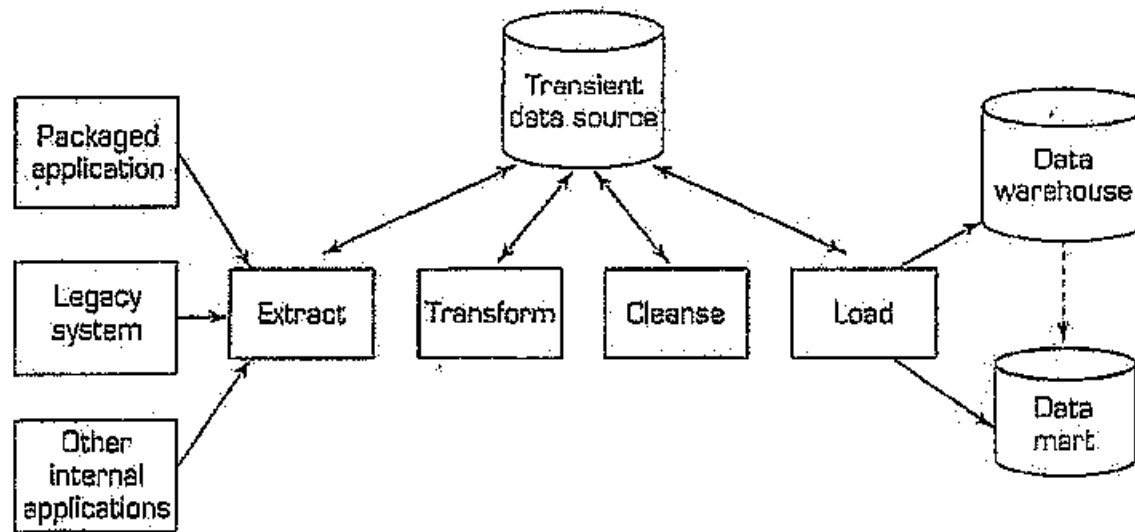 Transient
data source
Packaged
application
Data
warehouse
Legacy
system
Extract
Transform
Cleanse
Load
Other
internal
applications
Data
mart